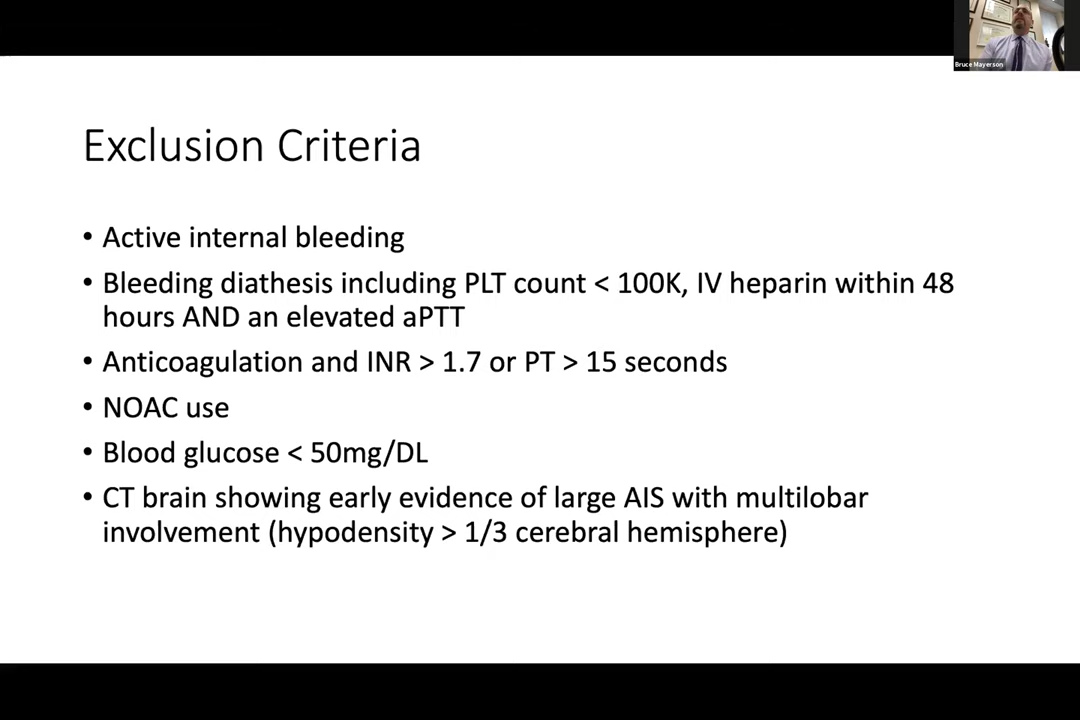 Bruce Mayerson
Exclusion Criteria
• Active internal bleeding
• Bleeding diathesis including PLT count < 100K, IV heparin within 48
hours AND an elevated aPTT
• Anticoagulation and INR > 1.7 or PT > 15 seconds
• NOAC use
• Blood glucose < 50mg/DL
• CT brain showing early evidence of large AIS with multilobar
involvement (hypodensity > 1/3 cerebral hemisphere)